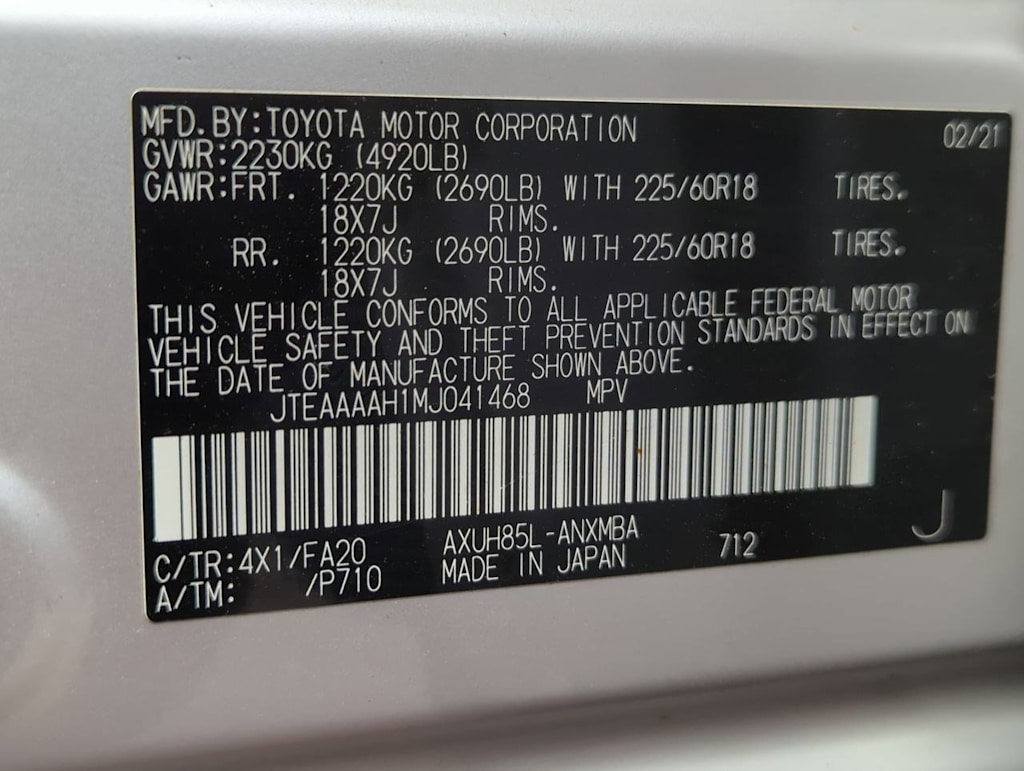 MFD. BY: TOYOTA MOTOR CORPORATION 02/21
GVWR: 2230KG (4920LB)
GAWR: FRT. 1220KG (2690LB) WITH 225/60R18 TIRES.
18X7J RIMS.
RR. 1220KG (2690LB) WITH 225/60R18 TIRES.
18X7J RIMS.
THIS VEHICLE CONFORMS TO ALL APPLICABLE FEDERAL MOTOR
VEHICLE SAFETY AND THEFT PREVENTION STANDARDS IN EFFECT ON
THE DATE OF MANUFACTURE SHOWN ABOVE.
JTEAAAAH1MJ041468 MPV
C/TR: 4X1/FA20 AXUH85L-ANXMBA 712 J
A/TM: /P710 MADE IN JAPAN